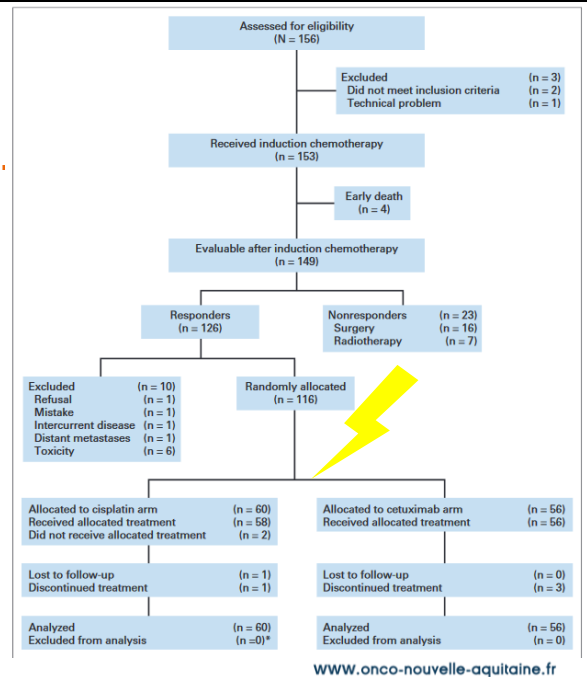 Assessed for eligibility
(N = 156)
Excluded (n = 3)
Did not meet inclusion criteria (n = 2)
Technical problem (n = 1)
Received induction chemotherapy
(n = 153)
Early death
(n = 4)
Evaluable after induction chemotherapy
(n = 149)
Responders
(n = 126)
Nonresponders (n = 23)
Surgery (n = 16)
Radiotherapy (n = 7)
Excluded (n = 10)
Refusal (n = 1)
Mistake (n = 1)
Intercurrent disease (n = 1)
Distant metastases (n = 1)
Toxicity (n = 6)
Randomly allocated
(n = 116)
Allocated to cisplatin arm (n = 60)
Received allocated treatment (n = 58)
Did not receive allocated treatment (n = 2)
Allocated to cetuximab arm (n = 56)
Received allocated treatment (n = 56)
Lost to follow-up (n = 1)
Discontinued treatment (n = 1)
Lost to follow-up (n = 0)
Discontinued treatment (n = 3)
Analyzed (n = 60)
Excluded from analysis (n =0)*
Analyzed (n = 56)
Excluded from analysis (n = 0)
www.onco-nouvelle-aquitaine.fr